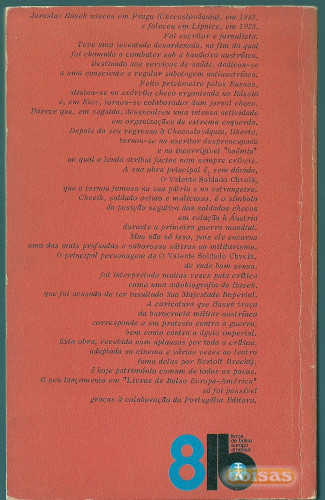 Jaroslav Hasek nasceu em Praga (Checoslováquia), em 1883,
e faleceu em Lipnice, em 1923.
Foi escritor e jornalista.
Teve uma juventude desordenada, no fim da qual
foi chamado a combater sob a bandeira austríaca.
Destinado aos serviços de saúde, dedicou-se
a uma consciente e regular sabotagem antiaustríaca.
Feito prisioneiro pelos Russos,
alistou-se no exército checo organizado na Rússia
e, em Kiev, tornou-se colaborador dum jornal checo.
Parece que, em seguida, desenvolveu uma intensa actividade
em organizações de extrema esquerda.
Depois do seu regresso à Checoslováquia, liberto,
tornou-se no escritor despreocupado
e no incorrigível "boémio"
ao qual a lenda atribui factos nem sempre críveis.
A sua obra principal é, sem dúvida,
O Valente Soldado Chveik,
que o tornou famoso na sua pátria e no estrangeiro.
Chveik, soldado astuto e malicioso, é o símbolo
da posição negativa dos soldados checos
em relação à Áustria
durante a primeira guerra mundial.
Mas não só isso, pois ele encarna
uma das mais profundas e saborosas sátiras ao militarismo.
O principal personagem de O Valente Soldado Chveik,
de rude bom senso,
foi interpretado muitas vezes pela crítica
como uma autobiografia de Hasek,
que foi acusado de ter insultado Sua Majestade Imperial.
A caricatura que Hasek traça
da burocracia militar austríaca
corresponde a um protesto contra a guerra,
bem como contra a águia imperial.
Esta obra, recebida com aplausos por toda a crítica,
adaptada ao cinema e várias vezes ao teatro
(uma delas por Bertolt Brecht),
é hoje património comum de todos os povos.
O seu lançamento em "Livros de Bolso Europa-América"
só foi possível
graças à colaboração da Portugália Editora.
8
livros
de bolso
europa
américa
coisas